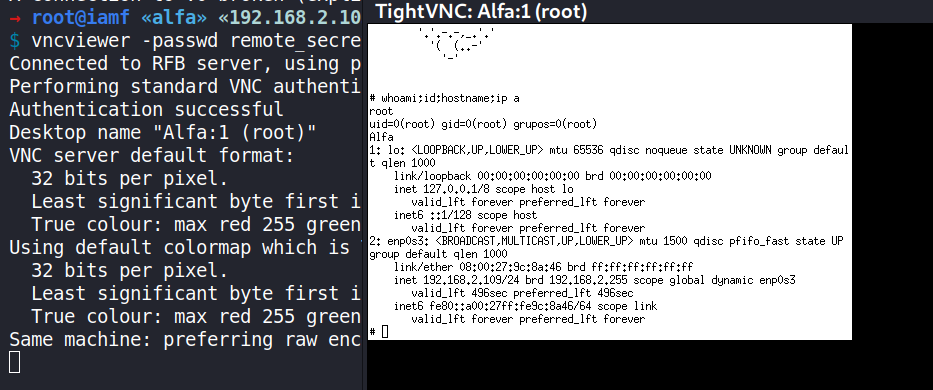 → root@iamf «alfa» «192.168.2.10
$ vncviewer -passwd remote_secre
Connected to RFB server, using p
Performing standard VNC authenti
Authentication successful
Desktop name "Alfa:1 (root)"
VNC server default format:
32 bits per pixel.
Least significant byte first i
True colour: max red 255 green
Using default colormap which is
32 bits per pixel.
Least significant byte first i
True colour: max red 255 green
Same machine: preferring raw enc
TightVNC: Alfa:1 (root)
# whoami;id;hostname;ip a
root
uid=0(root) gid=0(root) grupos=0(root)
Alfa
1: lo: <LOOPBACK,UP,LOWER_UP> mtu 65536 qdisc noqueue state UNKNOWN group defaul
t qlen 1000
link/loopback 00:00:00:00:00:00 brd 00:00:00:00:00:00
inet 127.0.0.1/8 scope host lo
valid_lft forever preferred_lft forever
inet6 ::1/128 scope host
valid_lft forever preferred_lft forever
2: enp0s3: <BROADCAST,MULTICAST,UP,LOWER_UP> mtu 1500 qdisc pfifo_fast state UP
group default qlen 1000
link/ether 08:00:27:9c:8a:46 brd ff:ff:ff:ff:ff:ff
inet 192.168.2.109/24 brd 192.168.2.255 scope global dynamic enp0s3
valid_lft 496sec preferred_lft 496sec
inet6 fe80::a00:27ff:fe9c:8a46/64 scope link
valid_lft forever preferred_lft forever
#